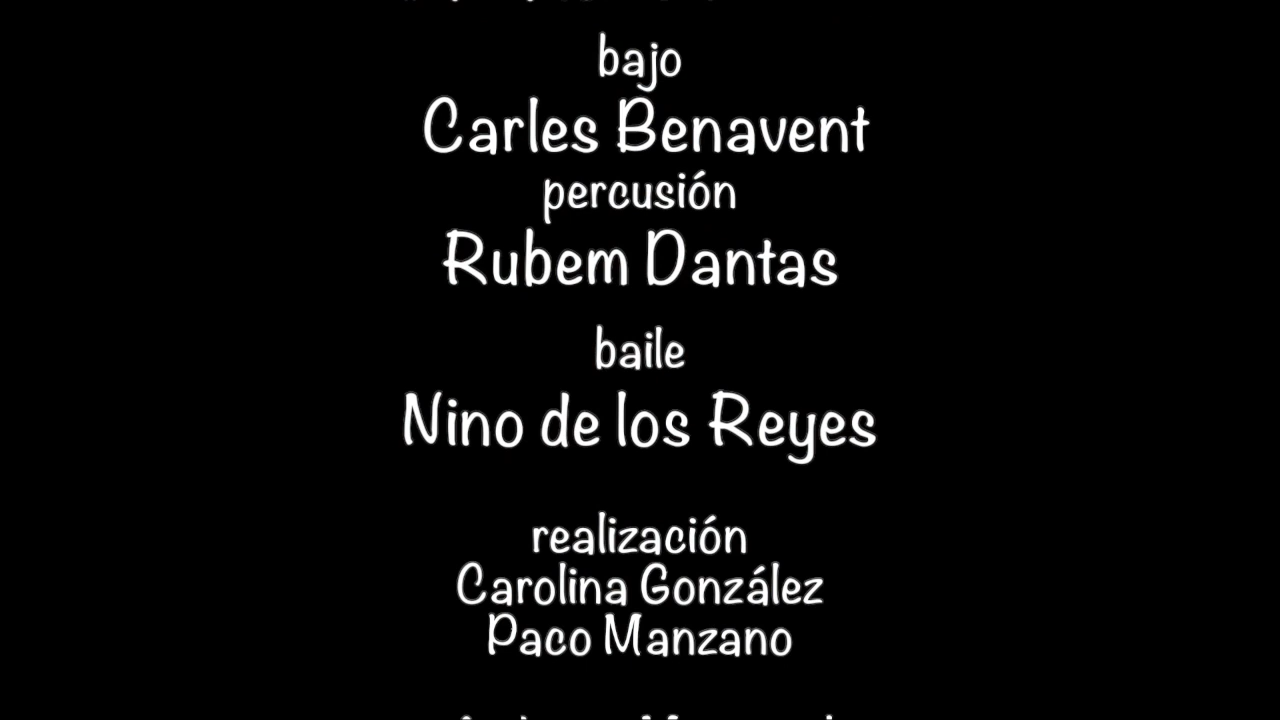 bajo
Carles Benavent
percusión
Rubem Dantas
baile
Nino de los Reyes
realización
Carolina González
Paco Manzano